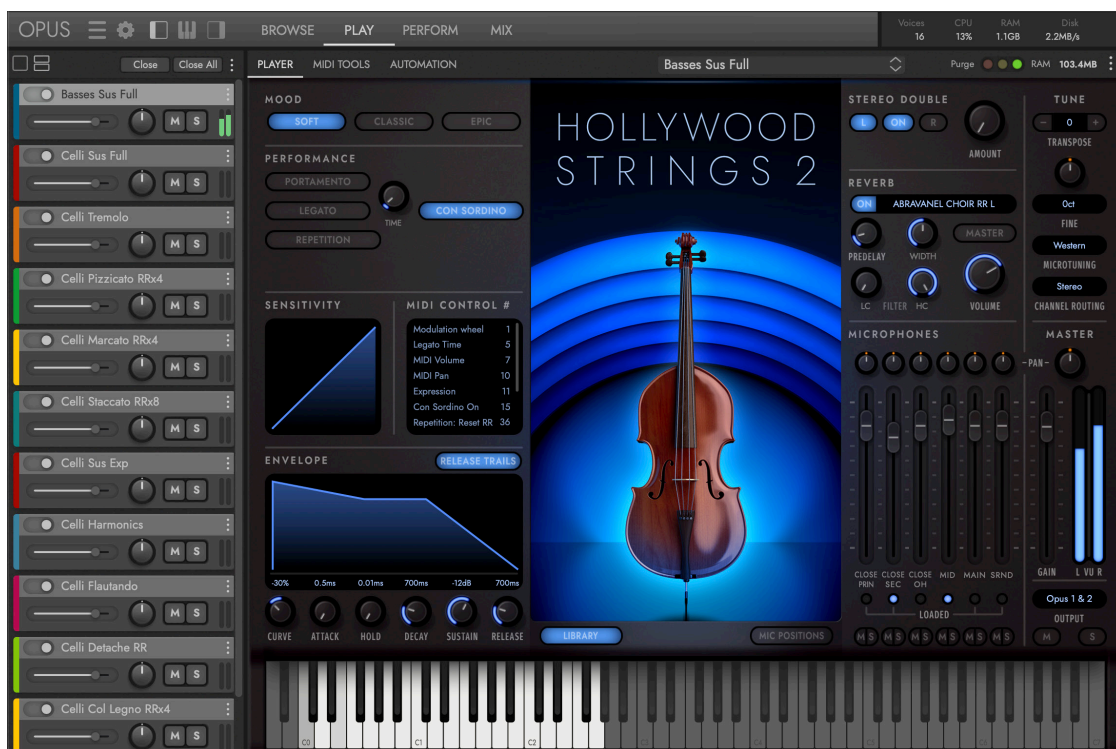 OPUS
BROWSE PLAY PERFORM MIX
Voices CPU RAM Disk
16 13% 1.1GB 2.2MB/s
Close Close All
PLAYER MIDI TOOLS AUTOMATION
Basses Sus Full
Purge RAM 103.4MB
Basses Sus Full
M S
Celli Sus Full
M S
Celli Tremolo
M S
Celli Pizzicato RRx4
M S
Celli Marcato RRx4
M S
Celli Staccato RRx8
M S
Celli Sus Exp
M S
Celli Harmonics
M S
Celli Flautando
M S
Celli Detache RR
M S
Celli Col Legno RRx4
M S
MOOD
SOFT CLASSIC EPIC
PERFORMANCE
PORTAMENTO
LEGATO
REPETITION
TIME
CON SORDINO
SENSITIVITY
MIDI CONTROL #
Modulation wheel 1
Legato Time 5
MIDI Volume 7
MIDI Pan 10
Expression 11
Con Sordino On 15
Repetition: Reset RR 36
ENVELOPE
RELEASE TRAILS
-30% 0.5ms 0.01ms 700ms -12dB 700ms
CURVE ATTACK HOLD DECAY SUSTAIN RELEASE
HOLLYWOOD
STRINGS 2
LIBRARY
MIC POSITIONS
STEREO DOUBLE
L ON R
AMOUNT
REVERB
ON ABRAVANEL CHOIR RR L
PREDELAY WIDTH
MASTER
LC FILTER HC
VOLUME
MICROPHONES
-PAN-
CLOSE PRIN
CLOSE SEC
CLOSE OH
MID
MAIN
SRND
LOADED
M S M S M S M S M S M S
TUNE
- 0 +
TRANSPOSE
0ct
FINE
Western
MICROTUNING
Stereo
CHANNEL ROUTING
MASTER
GAIN L VU R
Opus 1 & 2
OUTPUT
M S
C0 C1 C2